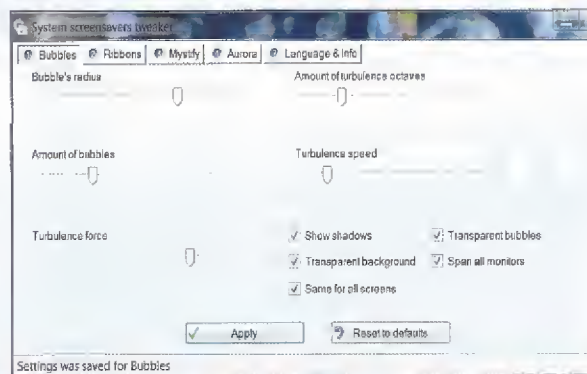 System screensavers tweaker
Bubbles Ribbons Mystify Aurora Language & Info
Bubble's radius
Amount of turbulence octaves
Amount of bubbles
Turbulence speed
Turbulence force
Show shadows
Transparent bubbles
Transparent background
Span all monitors
Same for all screens
Apply
Reset to defaults
Settings was saved for Bubbles